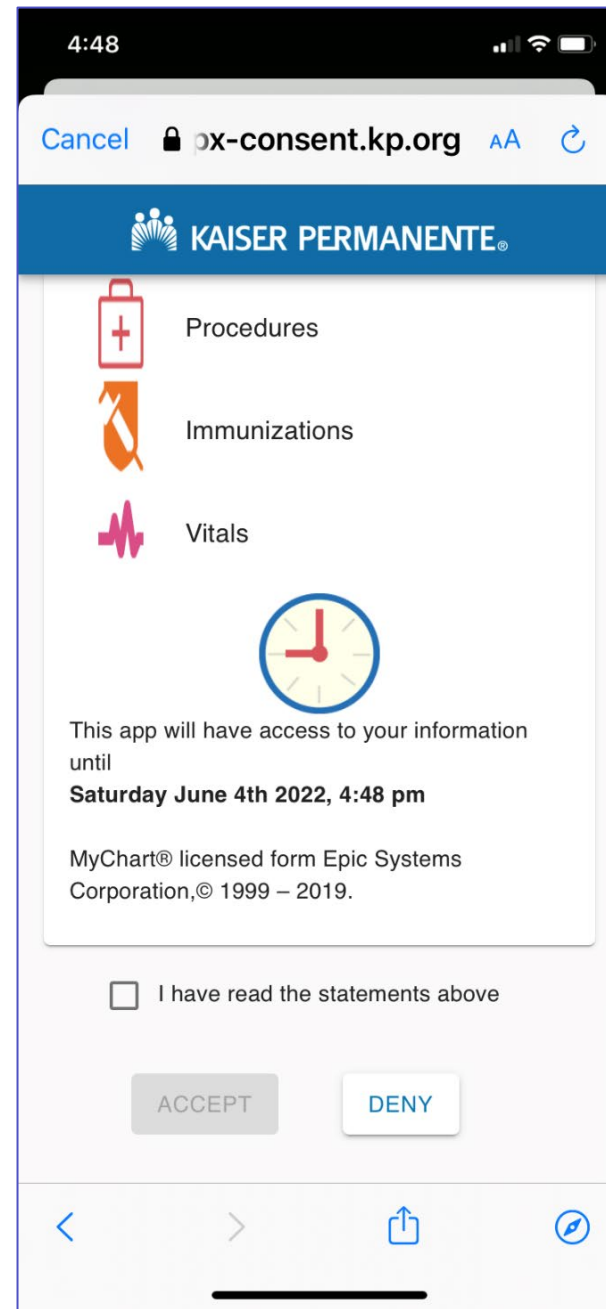 4:48
Cancel px-consent.kp.org AA
KAISER PERMANENTE®
Procedures
Immunizations
Vitals
This app will have access to your information
until
Saturday June 4th 2022, 4:48 pm
MyChart® licensed form Epic Systems
Corporation,© 1999 – 2019.
I have read the statements above
ACCEPT DENY